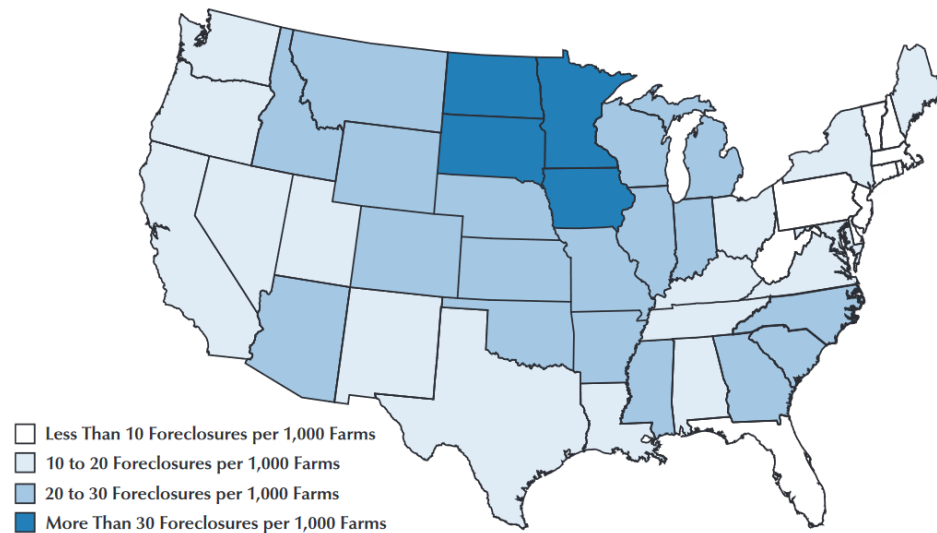 Less Than 10 Foreclosures per 1,000 Farms
10 to 20 Foreclosures per 1,000 Farms
20 to 30 Foreclosures per 1,000 Farms
More Than 30 Foreclosures per 1,000 Farms